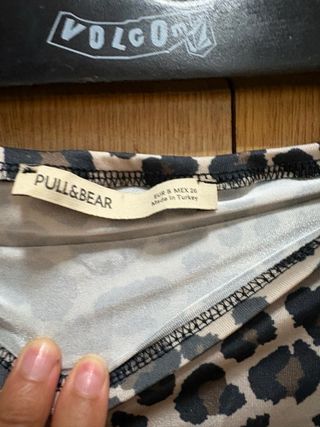 VOLCOM
PULL&BEAR
EUR S MEX 26
Made in Turkey